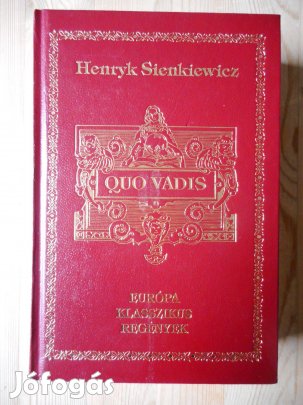 Henryk Sienkiewicz
QUO VADIS
EURÓPA
KLASSZIKUS
REGÉNYEK
Jófogás